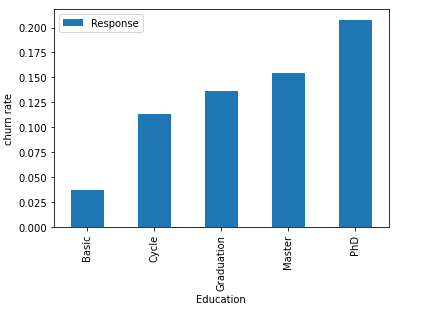 Response
churn rate
0.200
0.175
0.150
0.125
0.100
0.075
0.050
0.025
0.000
Basic
Cycle
Graduation
Master
PhD
Education